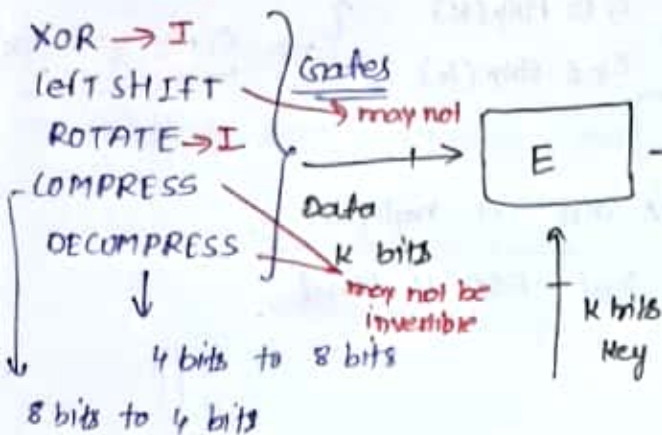 XOR → I
lefT SHIfT
Gates
may not
ROTATE → I
COMPRESS
DECOMPRESS
Data
K bits
may not be
invertible
E
K bits
Key
4 bits to 8 bits
8 bits to 4 bits